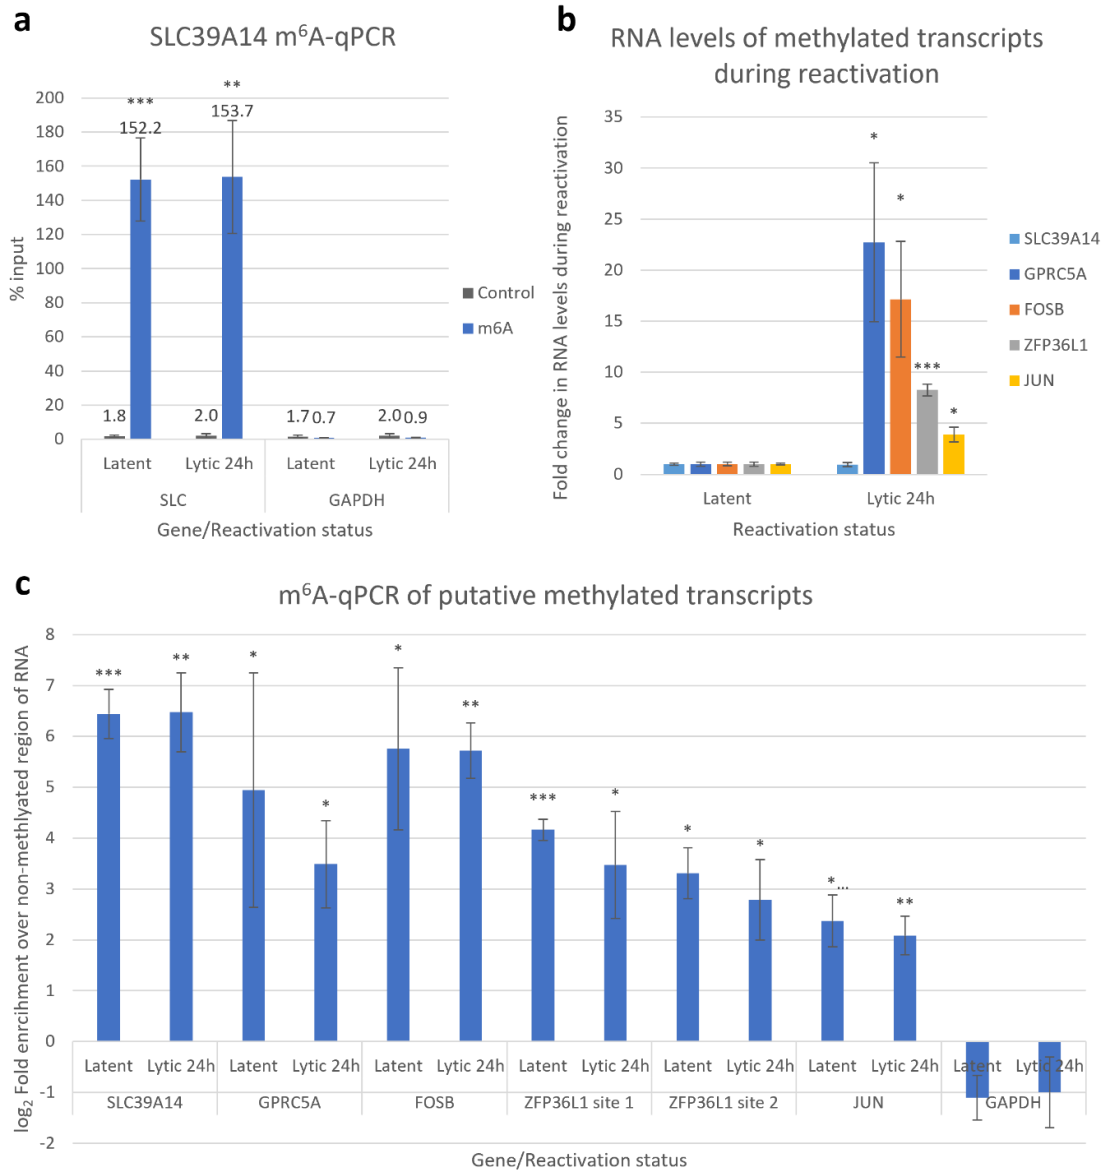 a
SLC39A14 m⁶A-qPCR
% input
200
180
160
140
120
100
80
60
40
20
0
***
152.2
**
153.7
1.8
2.0
1.7 0.7
2.0 0.9
Latent
Lytic 24h
Latent
Lytic 24h
SLC
GAPDH
Gene/Reactivation status
Control
m6A
b
RNA levels of methylated transcripts
during reactivation
Fold change in RNA levels during reactivation
35
30
25
20
15
10
5
0
*
*
***
*
Latent
Lytic 24h
Reactivation status
SLC39A14
GPRC5A
FOSB
ZFP36L1
JUN
c
m⁶A-qPCR of putative methylated transcripts
log₂ Fold enrcihment over non-methlyated region of RNA
8
7
6
5
4
3
2
1
0
-1
-2
***
**
*
*
*
**
***
*
*
*
*...
**
Latent
Lytic 24h
Latent
Lytic 24h
Latent
Lytic 24h
Latent
Lytic 24h
Latent
Lytic 24h
Latent
Lytic 24h
Latent
Lytic 24h
SLC39A14
GPRC5A
FOSB
ZFP36L1 site 1
ZFP36L1 site 2
JUN
GAPDH
Gene/Reactivation status